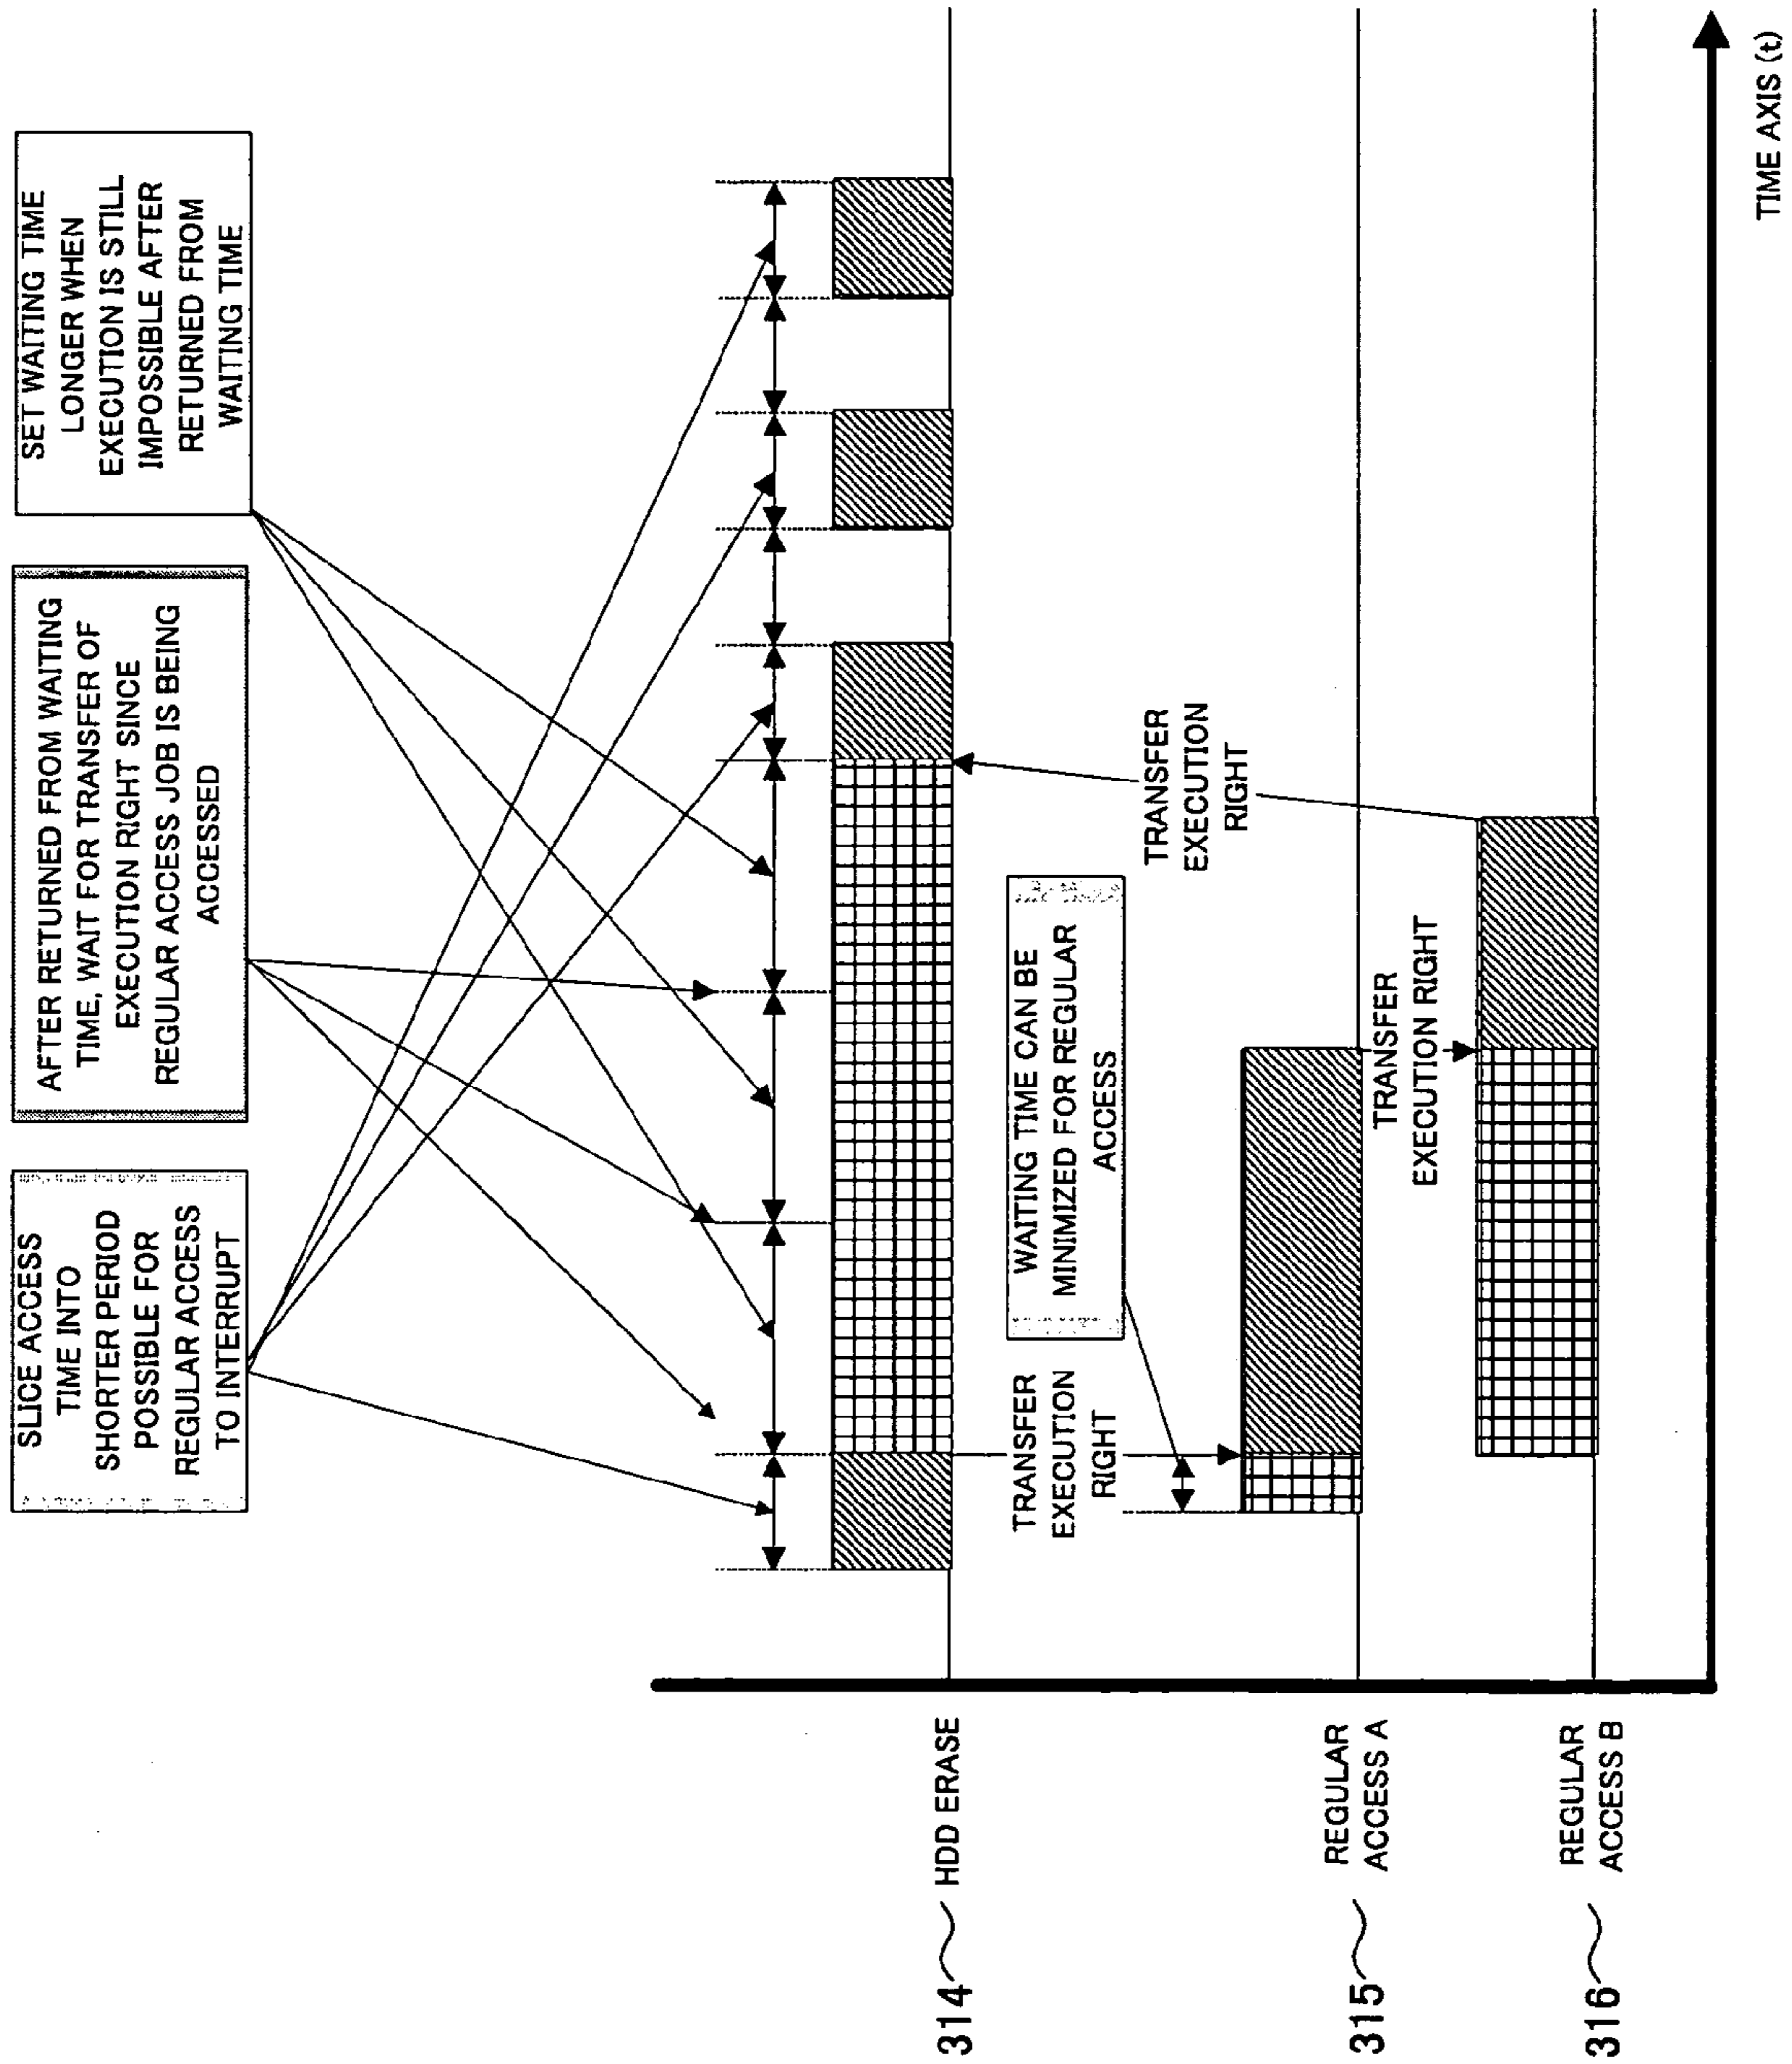 SLICE ACCESS
TIME INTO
SHORTER PERIOD
POSSIBLE FOR
REGULAR ACCESS
TO INTERRUPT
AFTER RETURNED FROM WAITING
TIME, WAIT FOR TRANSFER OF
EXECUTION RIGHT SINCE
REGULAR ACCESS JOB IS BEING
ACCESSED
SET WAITING TIME
LONGER WHEN
EXECUTION IS STILL
IMPOSSIBLE AFTER
RETURNED FROM
WAITING TIME
314 HDD ERASE
TRANSFER
EXECUTION
RIGHT
WAITING TIME CAN BE
MINIMIZED FOR REGULAR
ACCESS
TRANSFER
EXECUTION
RIGHT
315 REGULAR
ACCESS A
TRANSFER
EXECUTION RIGHT
316 REGULAR
ACCESS B
TIME AXIS (t)